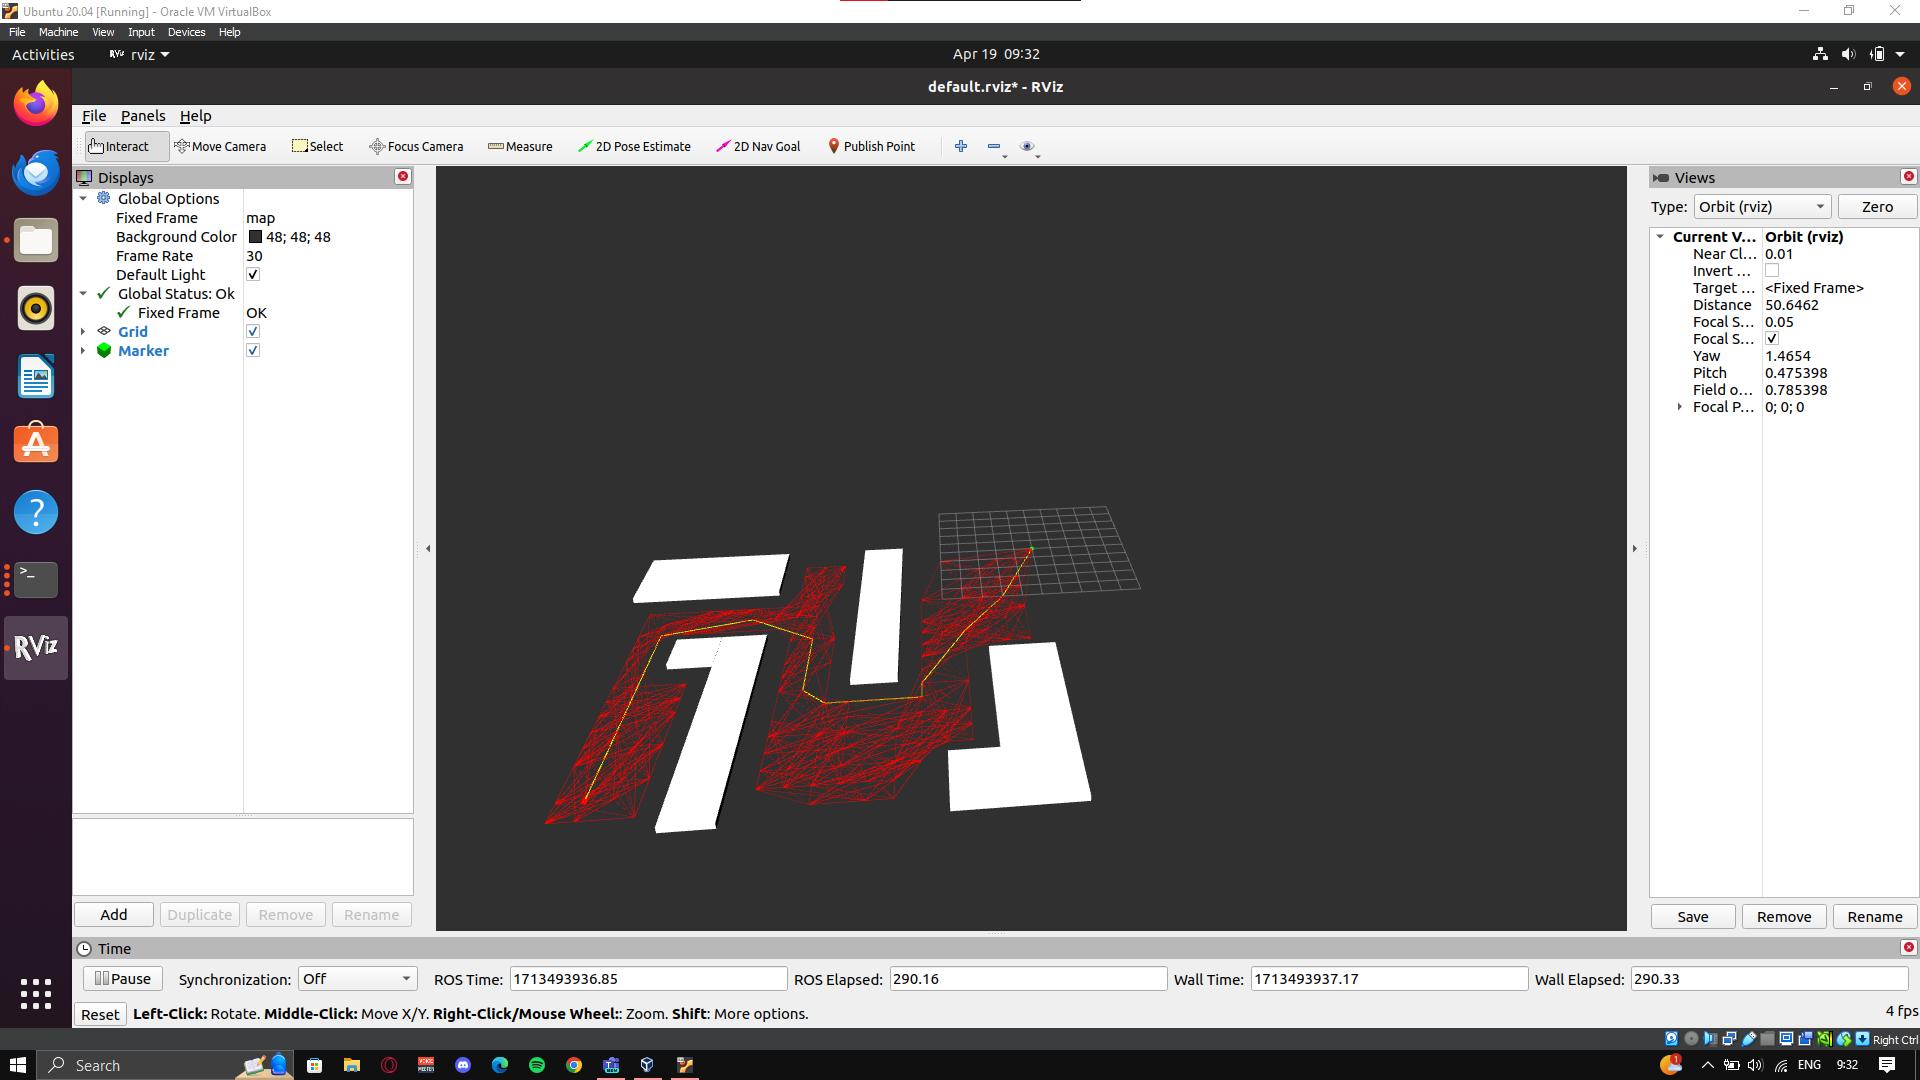 Ubuntu 20.04 [Running] - Oracle VM VirtualBox
File Machine View Input Devices Help
Activities RViz rviz Apr 19 09:32
default.rviz* - RViz
File Panels Help
Interact Move Camera Select Focus Camera Measure 2D Pose Estimate 2D Nav Goal Publish Point
Displays
Global Options
Fixed Frame map
Background Color 48; 48; 48
Frame Rate 30
Default Light
Global Status: Ok
Fixed Frame OK
Grid
Marker
Add Duplicate Remove Rename
RViz
Views
Type: Orbit (rviz) Zero
Current V... Orbit (rviz)
Near Cl... 0.01
Invert ...
Target ... <Fixed Frame>
Distance 50.6462
Focal S... 0.05
Focal S...
Yaw 1.4654
Pitch 0.475398
Field o... 0.785398
Focal P... 0; 0; 0
Save Remove Rename
Time
Pause Synchronization: Off ROS Time: 1713493936.85 ROS Elapsed: 290.16 Wall Time: 1713493937.17 Wall Elapsed: 290.33
Reset Left-Click: Rotate. Middle-Click: Move X/Y. Right-Click/Mouse Wheel:: Zoom. Shift: More options. 4 fps
Right Ctrl
Search ENG 9:32